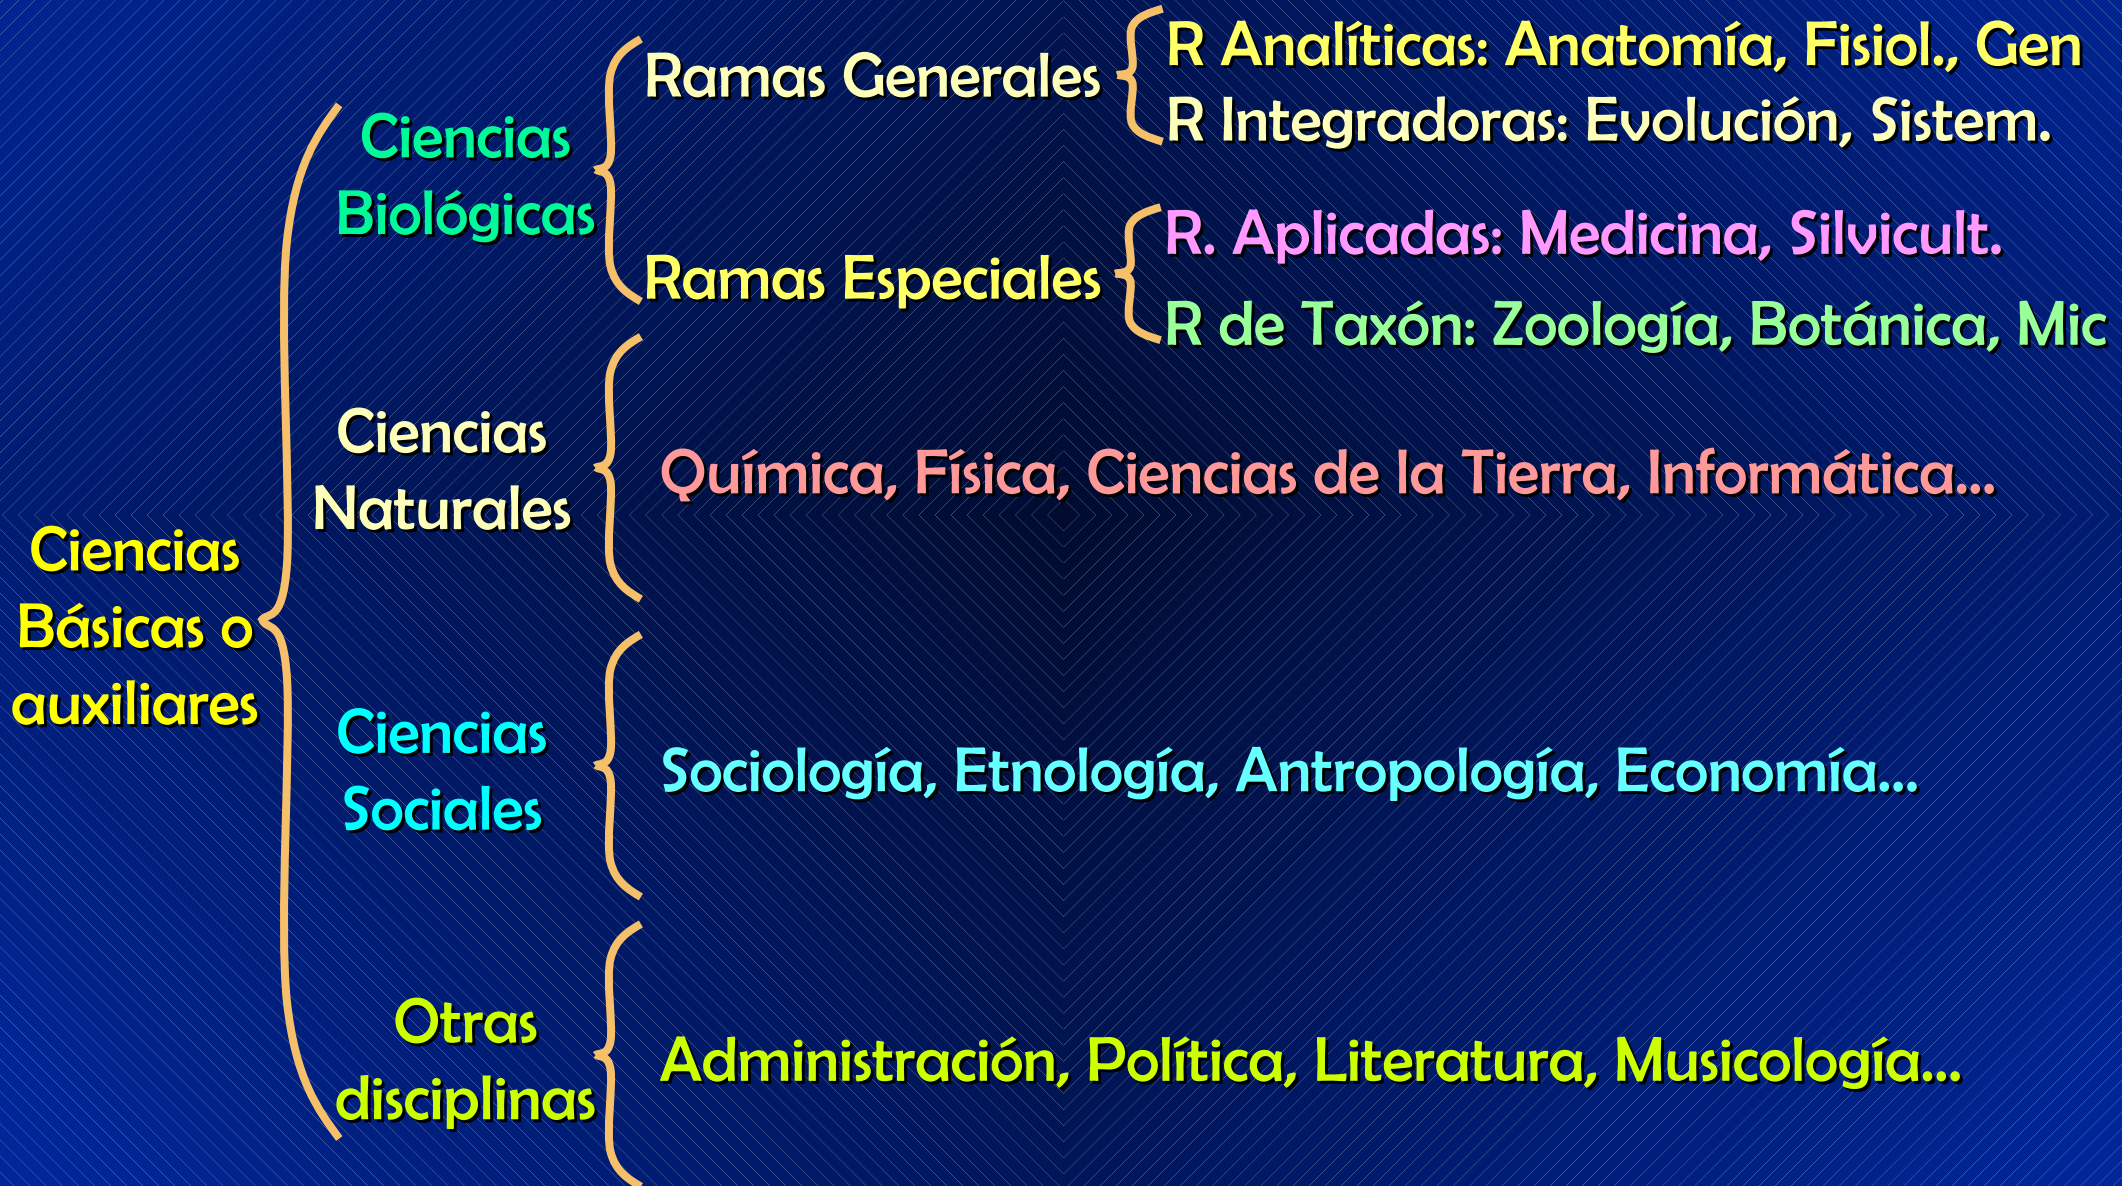 Ciencias
Básicas o
auxiliares
Ciencias
Biológicas
Ramas Generales
R Analíticas: Anatomía, Fisiol., Gen
R Integradoras: Evolución, Sistem.
Ramas Especiales
R. Aplicadas: Medicina, Silvicult.
R de Taxón: Zoología, Botánica, Mic
Ciencias
Naturales
Química, Física, Ciencias de la Tierra, Informática...
Ciencias
Sociales
Sociología, Etnología, Antropología, Economía...
Otras
disciplinas
Administración, Política, Literatura, Musicología...